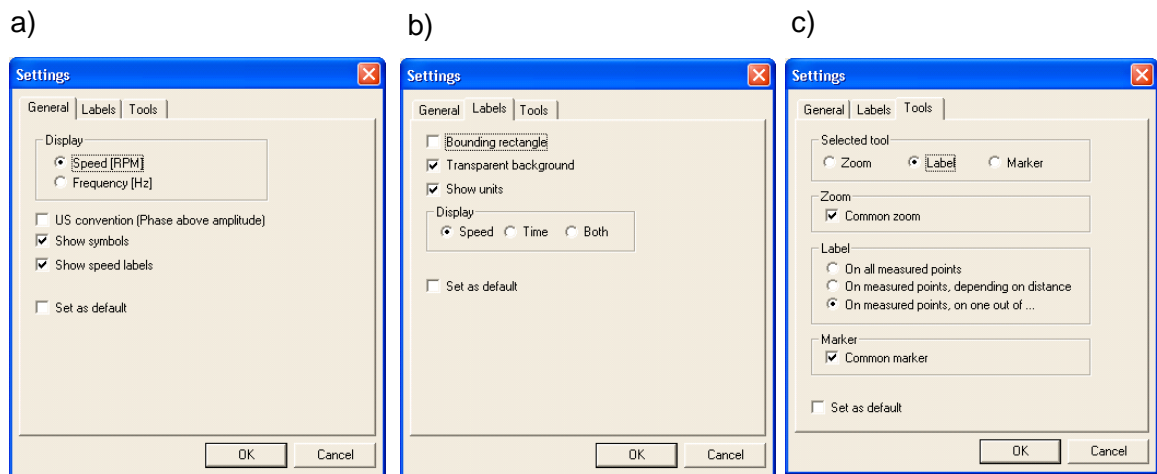 a)
Settings
General Labels Tools
Display
Speed [RPM]
Frequency [Hz]
US convention (Phase above amplitude)
Show symbols
Show speed labels
Set as default
OK Cancel
b)
Settings
General Labels Tools
Bounding rectangle
Transparent background
Show units
Display
Speed Time Both
Set as default
OK Cancel
c)
Settings
General Labels Tools
Selected tool
Zoom Label Marker
Zoom
Common zoom
Label
On all measured points
On measured points, depending on distance
On measured points, on one out of ...
Marker
Common marker
Set as default
OK Cancel